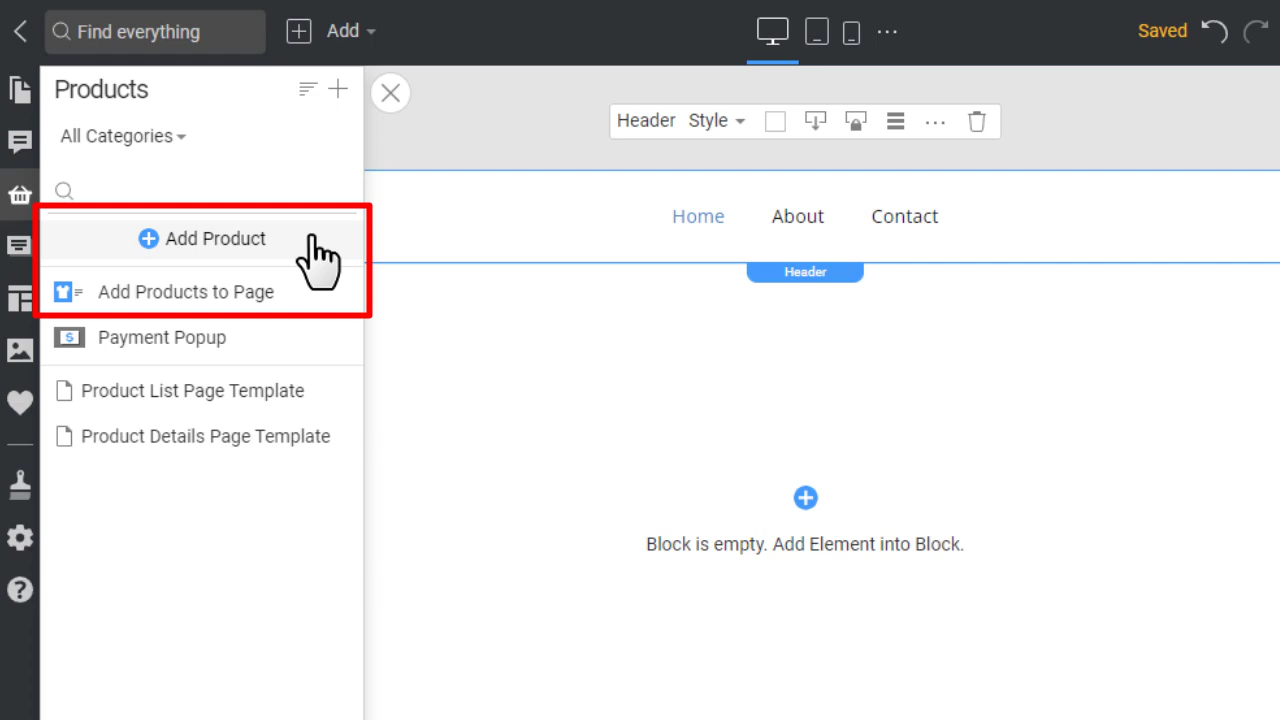 Find everything
Add
Saved
Products
All Categories
Add Product
Add Products to Page
Payment Popup
Product List Page Template
Product Details Page Template
Header Style
Home About Contact
Header
Block is empty. Add Element into Block.